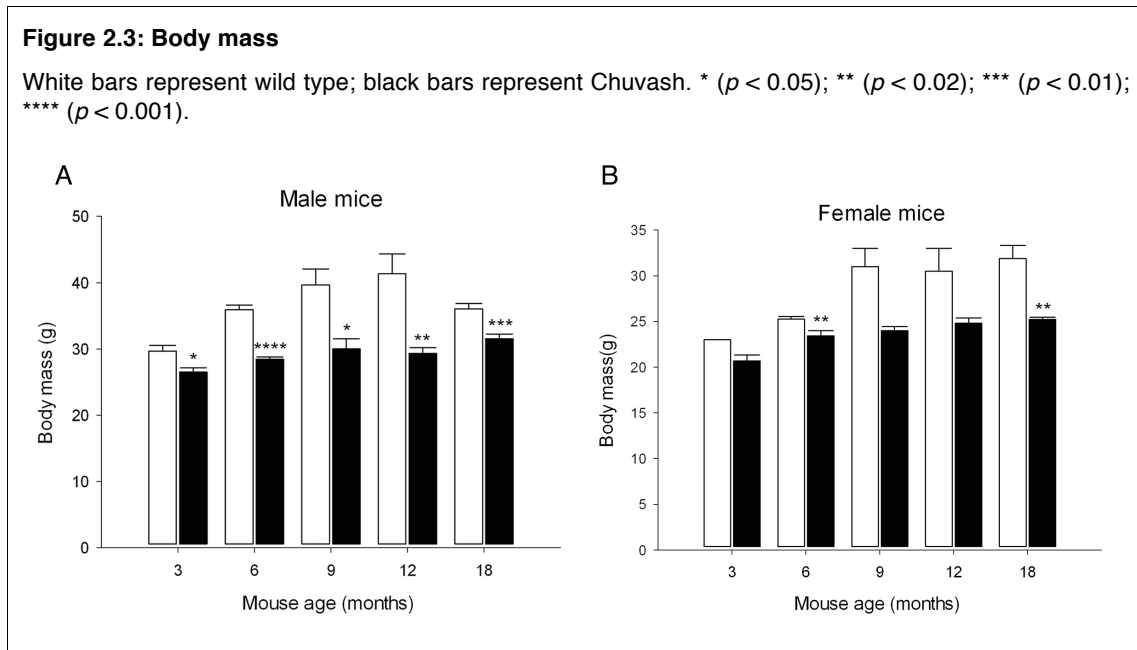 Figure 2.3: Body mass
White bars represent wild type; black bars represent Chuvash. * (p < 0.05); ** (p < 0.02); *** (p < 0.01);
**** (p < 0.001).
A
Male mice
50
40
30
20
10
0
Body mass (g)
*
****
*
**
***
3 6 9 12 18
Mouse age (months)
B
Female mice
35
30
25
20
15
10
5
0
Body mass(g)
**
**
3 6 9 12 18
Mouse age (months)